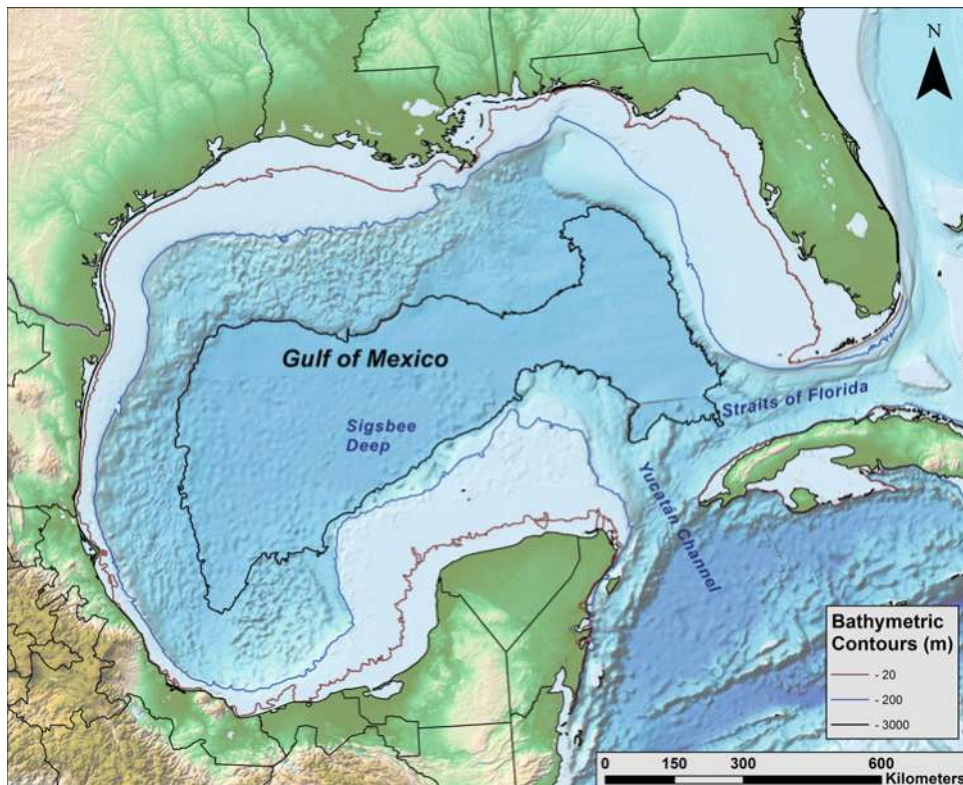 N
Gulf of Mexico
Sigsbee
Deep
Straits of Florida
Yucatán Channel
Bathymetric
Contours (m)
- 20
- 200
- 3000
0 150 300 600
Kilometers